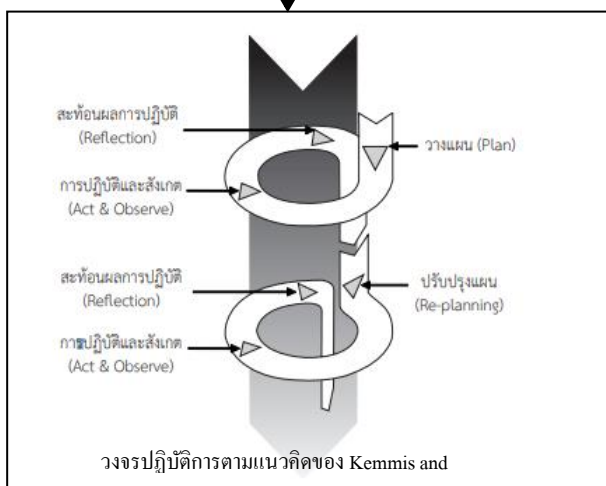 สะท้อนผลการปฏิบัติ
(Reflection)
วางแผน (Plan)
การปฏิบัติและสังเกต
(Act & Observe)
สะท้อนผลการปฏิบัติ
(Reflection)
ปรับปรุงแผน
(Re-planning)
การปฏิบัติและสังเกต
(Act & Observe)
วงจรปฏิบัติการตามแนวคิดของ Kemmis and